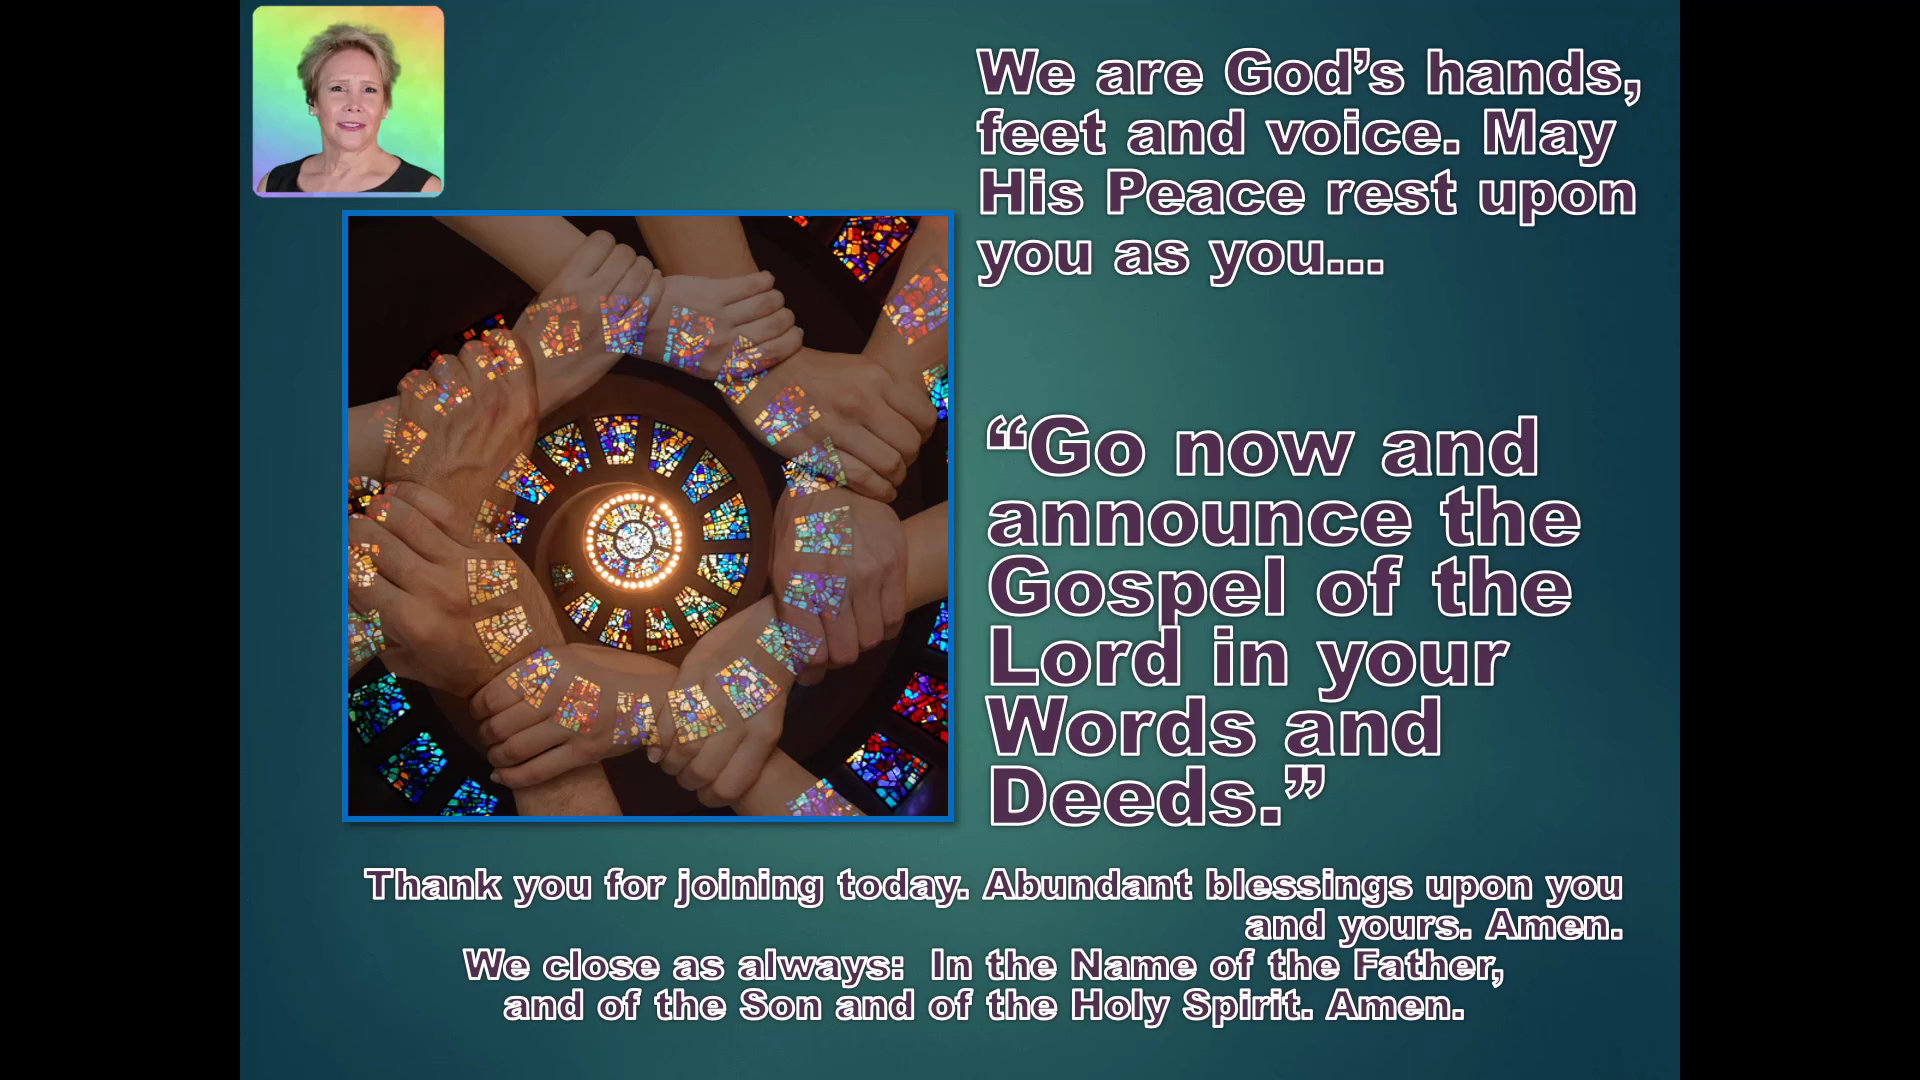 We are God’s hands,
feet and voice. May
His Peace rest upon
you as you...
“Go now and
announce the
Gospel of the
Lord in your
Words and
Deeds.”
Thank you for joining today. Abundant blessings upon you
and yours. Amen.
We close as always:  In the Name of the Father,
and of the Son and of the Holy Spirit. Amen.